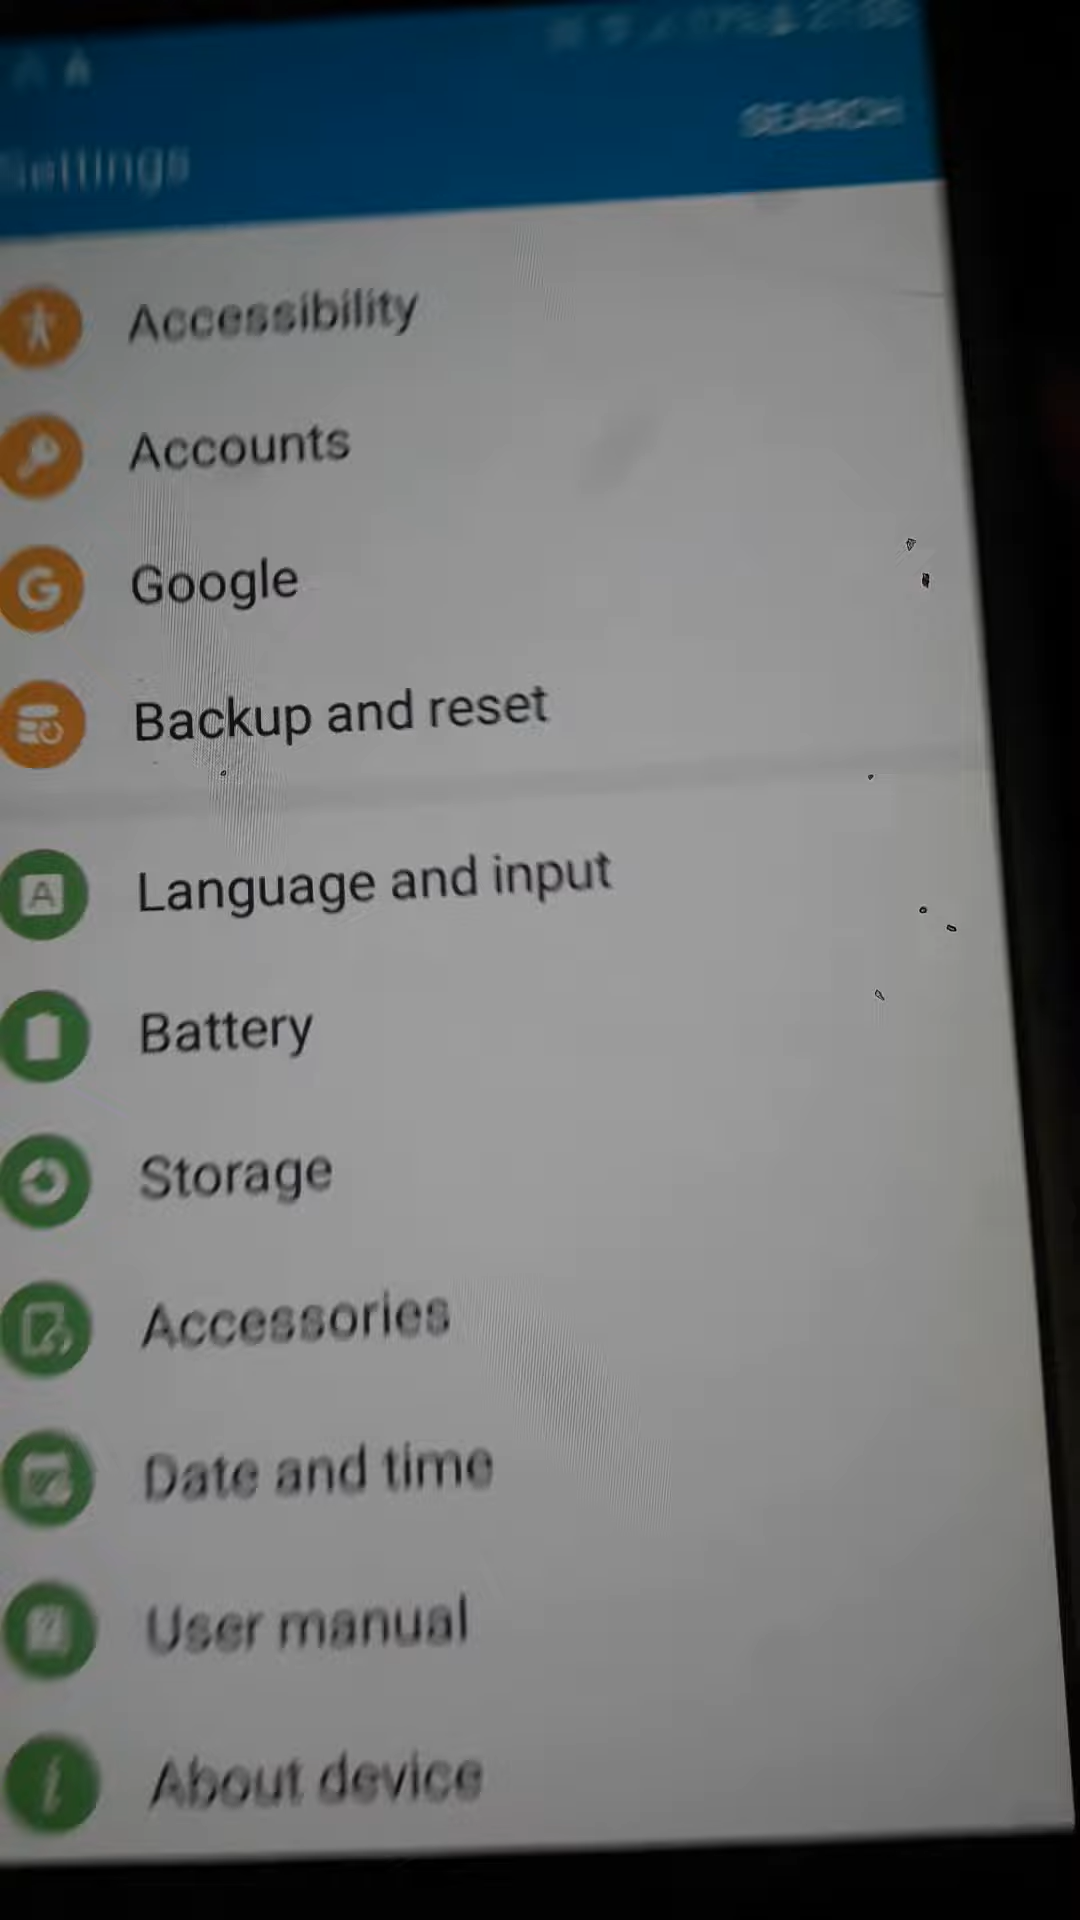 SEARCH
Settings
Accessibility
Accounts
Google
Backup and reset
Language and input
Battery
Storage
Accessories
Date and time
User manual
About device